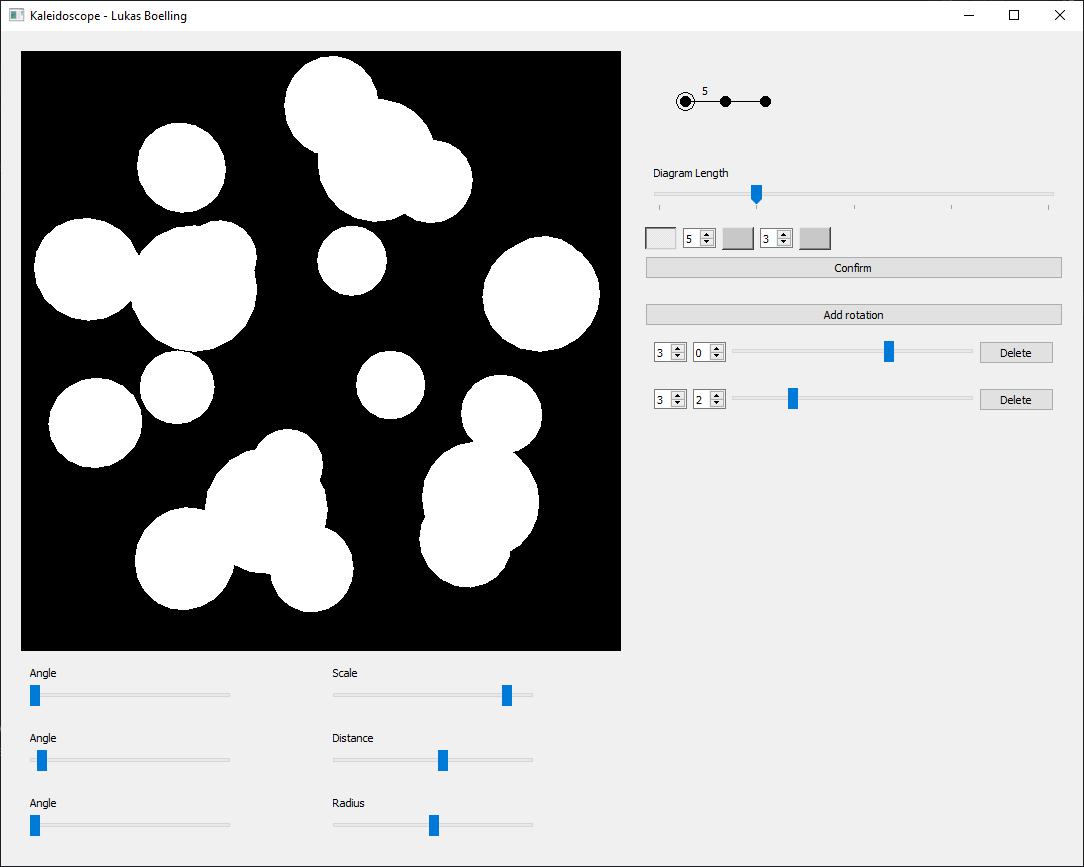 Kaleidoscope - Lukas Boelling
5
Diagram Length
5 3
Confirm
Add rotation
3 0 Delete
3 2 Delete
Angle Scale
Angle Distance
Angle Radius